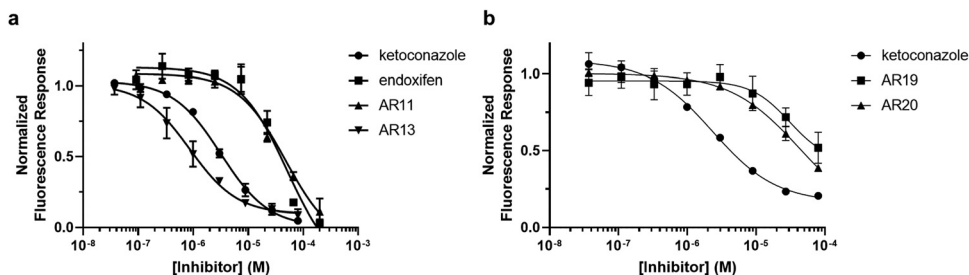 a
Normalized
Fluorescence Response
1.0
0.5
0.0
10-8
10-7
10-6
10-5
10-4
10-3
[Inhibitor] (M)
ketoconazole
endoxifen
AR11
AR13
b
Normalized
Fluorescence Response
1.0
0.5
0.0
10-8
10-7
10-6
10-5
10-4
[Inhibitor] (M)
ketoconazole
AR19
AR20